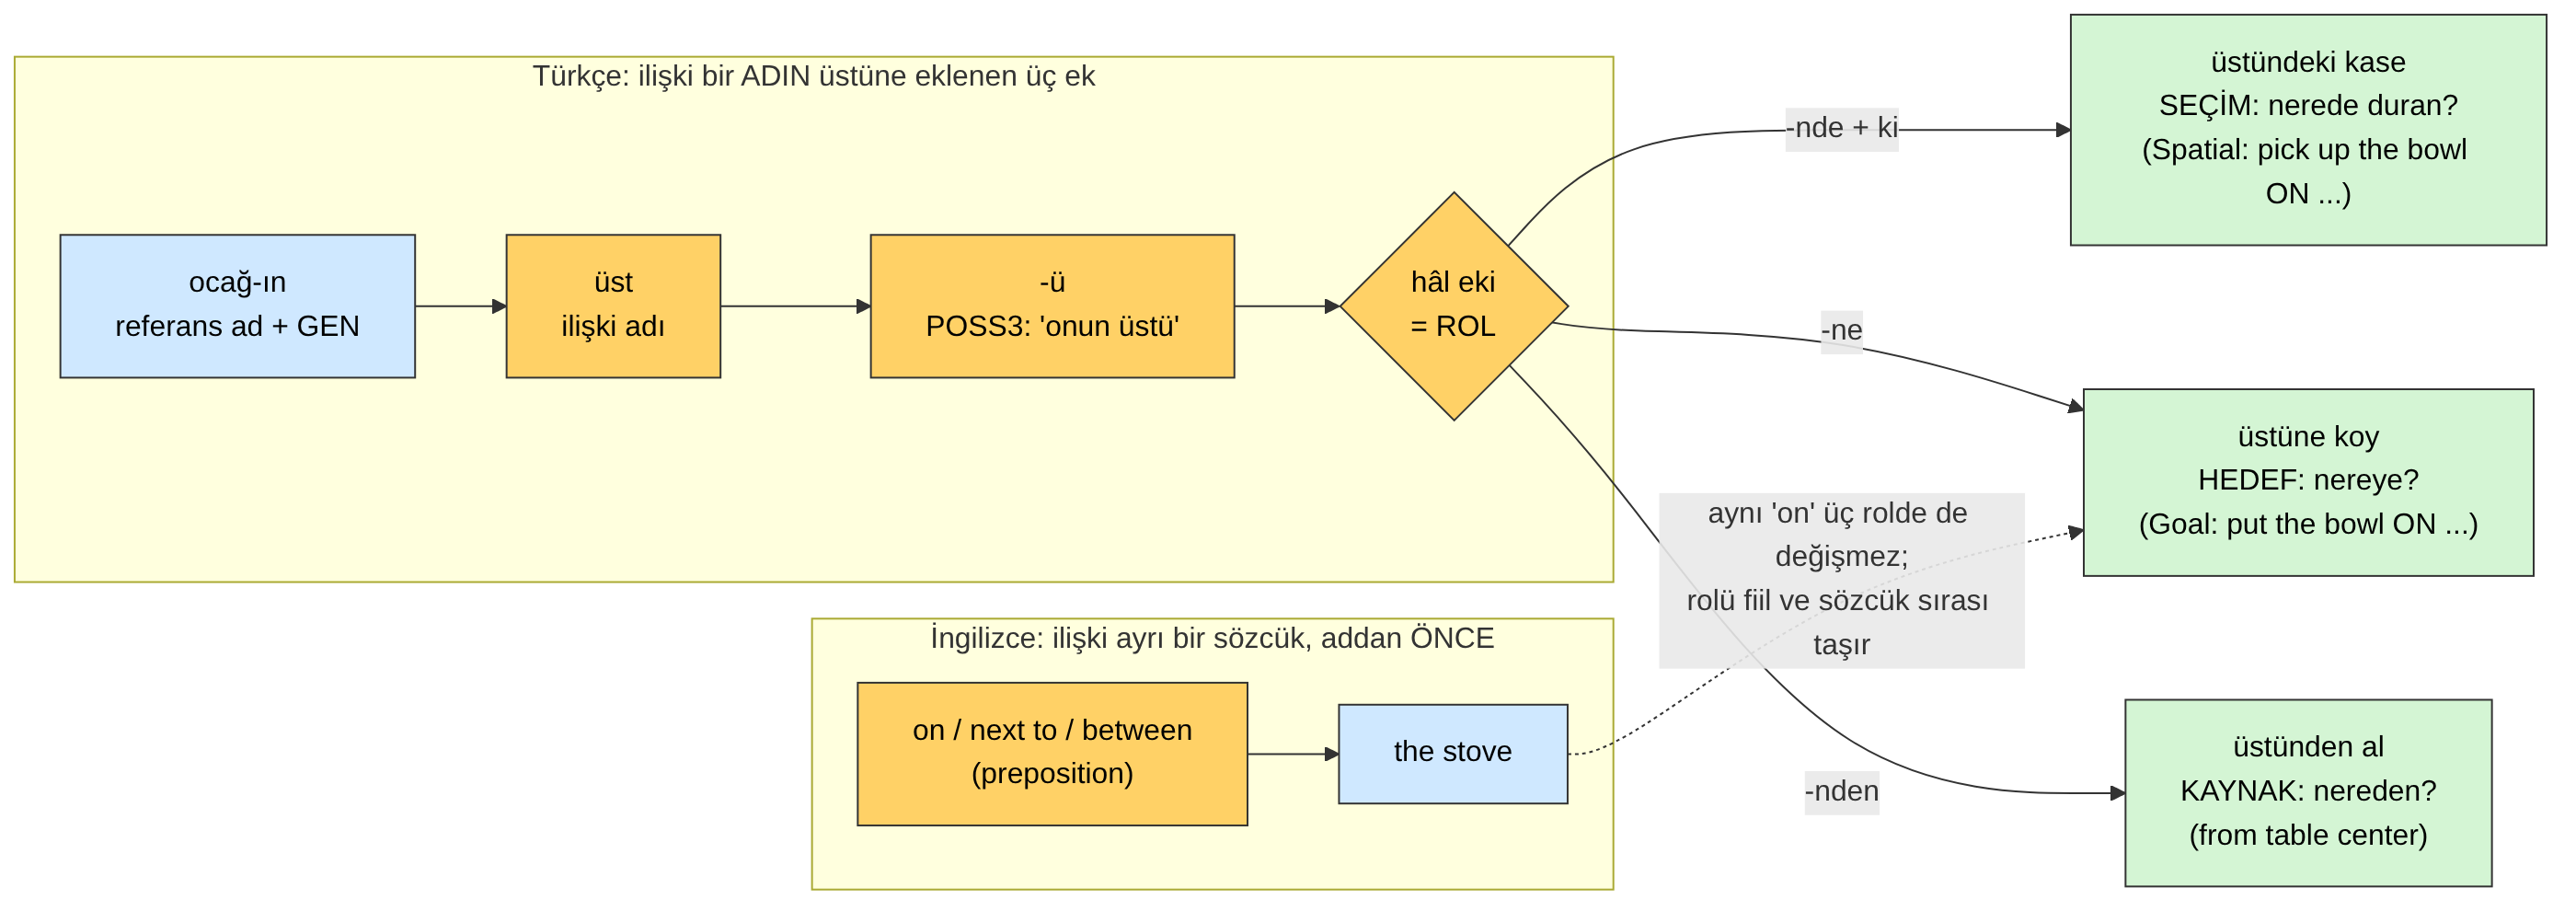 Türkçe: ilişki bir ADIN üstüne eklenen üç ek
ocağ-ın
referans ad + GEN
üst
ilişki adı
-ü
POSS3: 'onun üstü'
hâl eki
= ROL
-nde + ki
-ne
-nden
üstündeki kase
SEÇİM: nerede duran?
(Spatial: pick up the bowl
ON ...)
üstüne koy
HEDEF: nereye?
(Goal: put the bowl ON ...)
üstünden al
KAYNAK: nereden?
(from table center)
aynı 'on' üç rolde de
değişmez;
rolü fiil ve sözcük sırası
taşır
İngilizce: ilişki ayrı bir sözcük, addan ÖNCE
on / next to / between
(preposition)
the stove